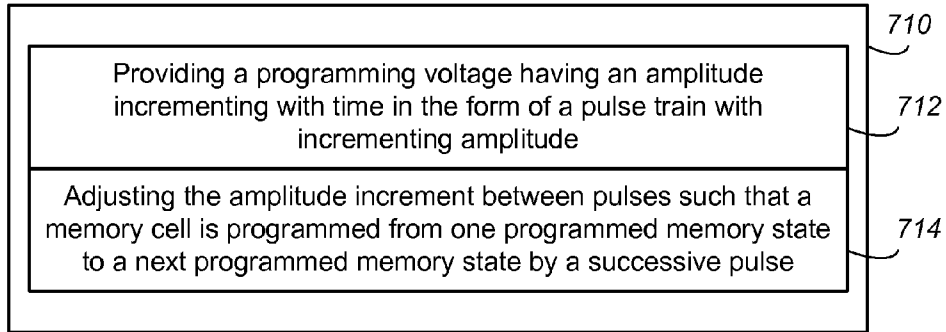 710
Providing a programming voltage having an amplitude
incrementing with time in the form of a pulse train with
incrementing amplitude
712
Adjusting the amplitude increment between pulses such that a
memory cell is programmed from one programmed memory state
to a next programmed memory state by a successive pulse
714